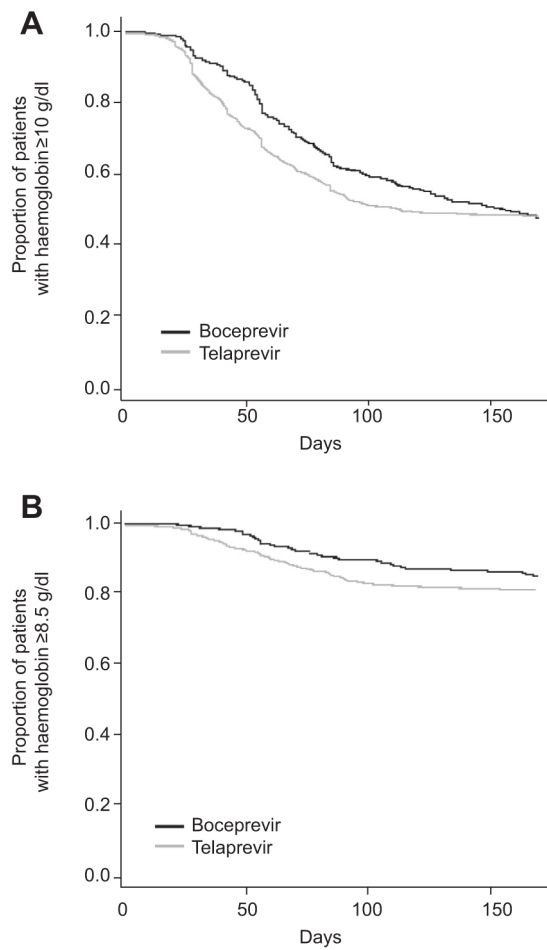 A
Proportion of patients
with haemoglobin ≥10 g/dl
1.0
0.8
0.6
0.4
0.2
0.0
Boceprevir
Telaprevir
0 50 100 150
Days
B
Proportion of patients
with haemoglobin ≥8.5 g/dl
1.0
0.8
0.6
0.4
0.2
0.0
Boceprevir
Telaprevir
0 50 100 150
Days